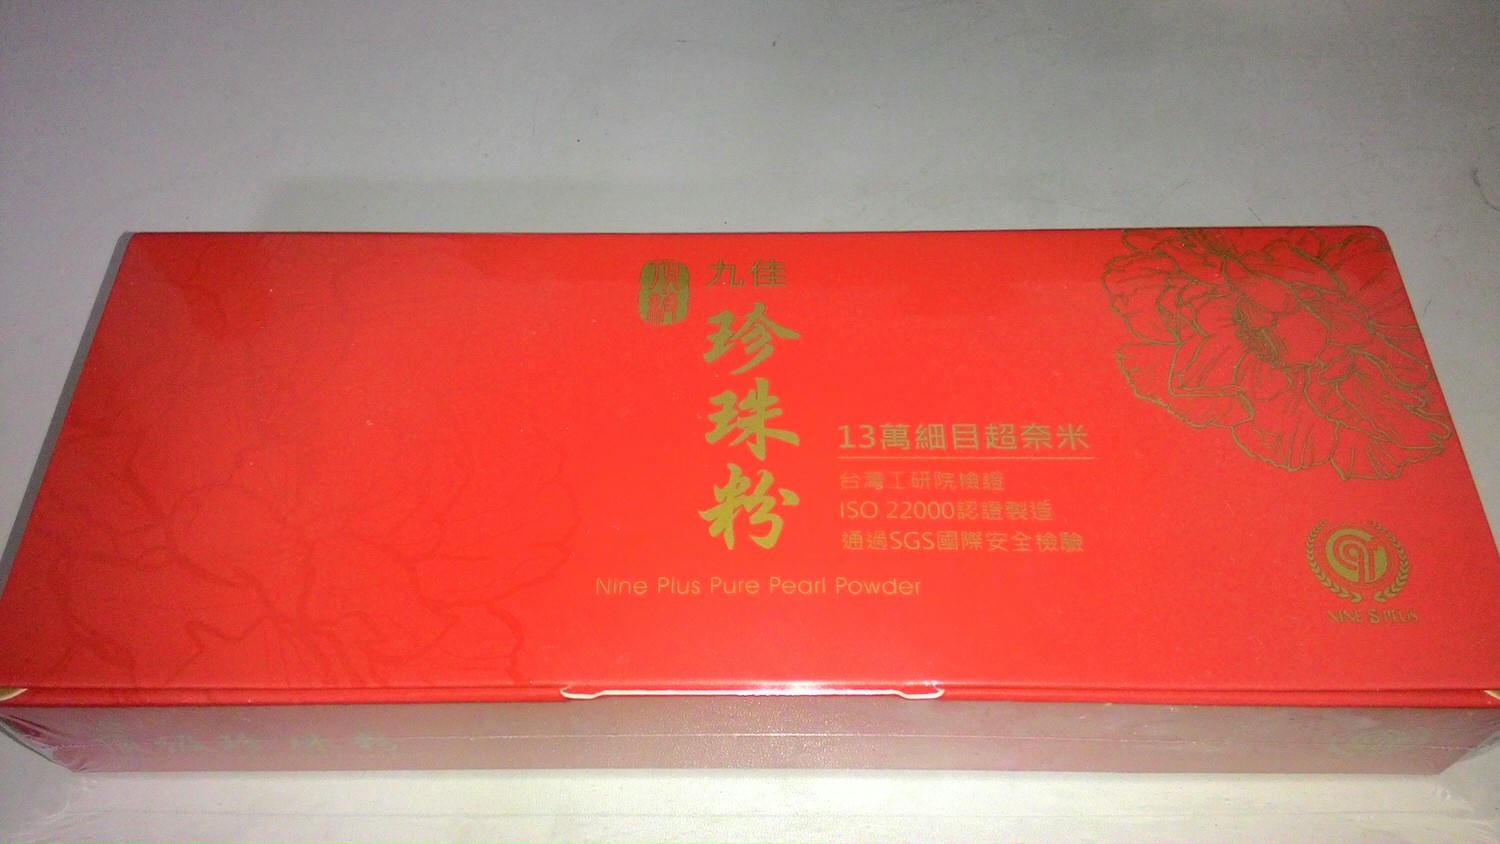 九佳
珍珠粉
13萬細目超奈米
台灣工研院檢證
ISO 22000認證製造
通過SGS國際安全檢驗
Nine Plus Pure Pearl Powder
NINE S PLUS